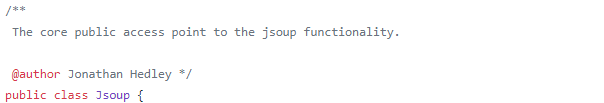 /**
The core public access point to the jsoup functionality.
@author Jonathan Hedley */
public class Jsoup {